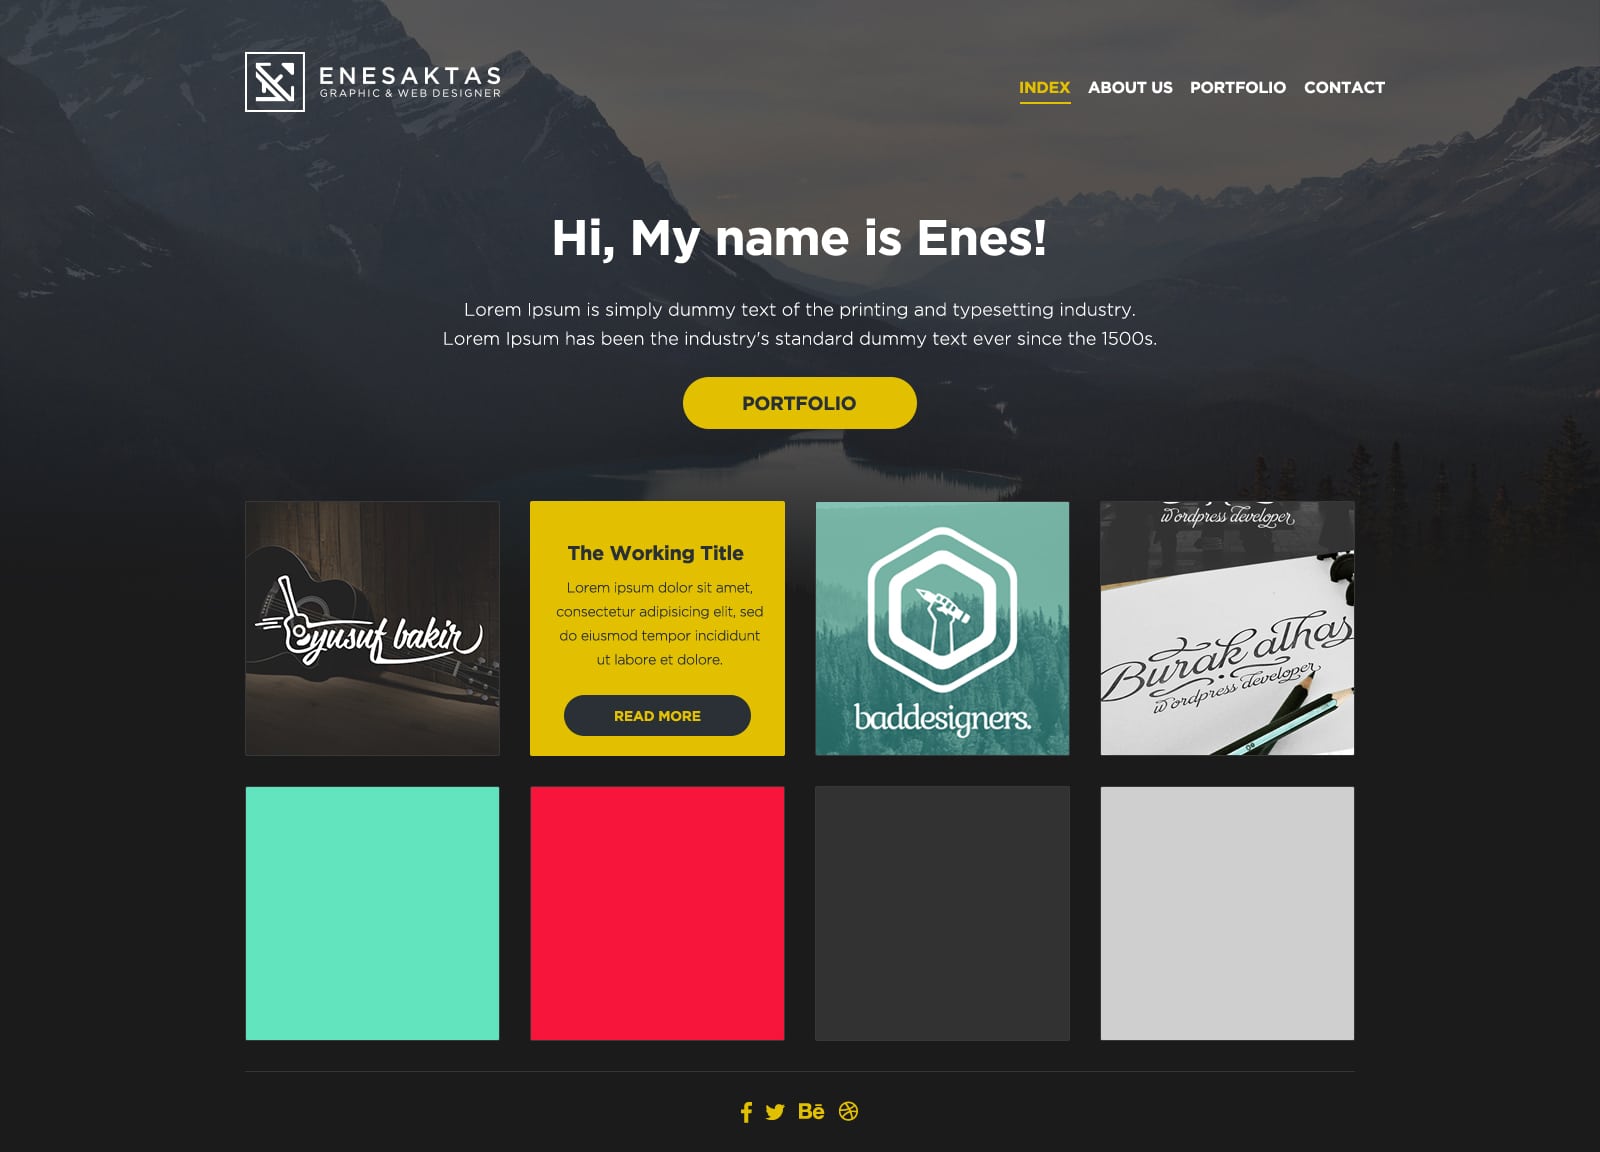 ENESAKTAS
GRAPHIC & WEB DESIGNER
INDEX ABOUT US PORTFOLIO CONTACT
Hi, My name is Enes!
Lorem Ipsum is simply dummy text of the printing and typesetting industry.
Lorem Ipsum has been the industry's standard dummy text ever since the 1500s.
PORTFOLIO
yusuf bakir
The Working Title
Lorem ipsum dolor sit amet,
consectetur adipisicing elit, sed
do eiusmod tempor incididunt
ut labore et dolore.
READ MORE
baddesigners.
wordpress developer
Burak alhas
wordpress developer
Bē